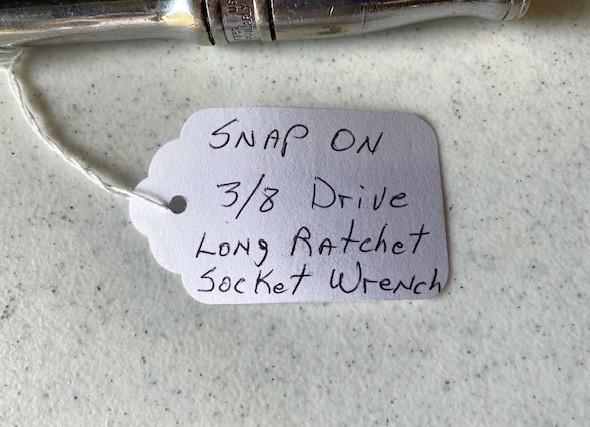 SNAP ON
3/8 Drive
LONg RAtchet
SocKet WreNch